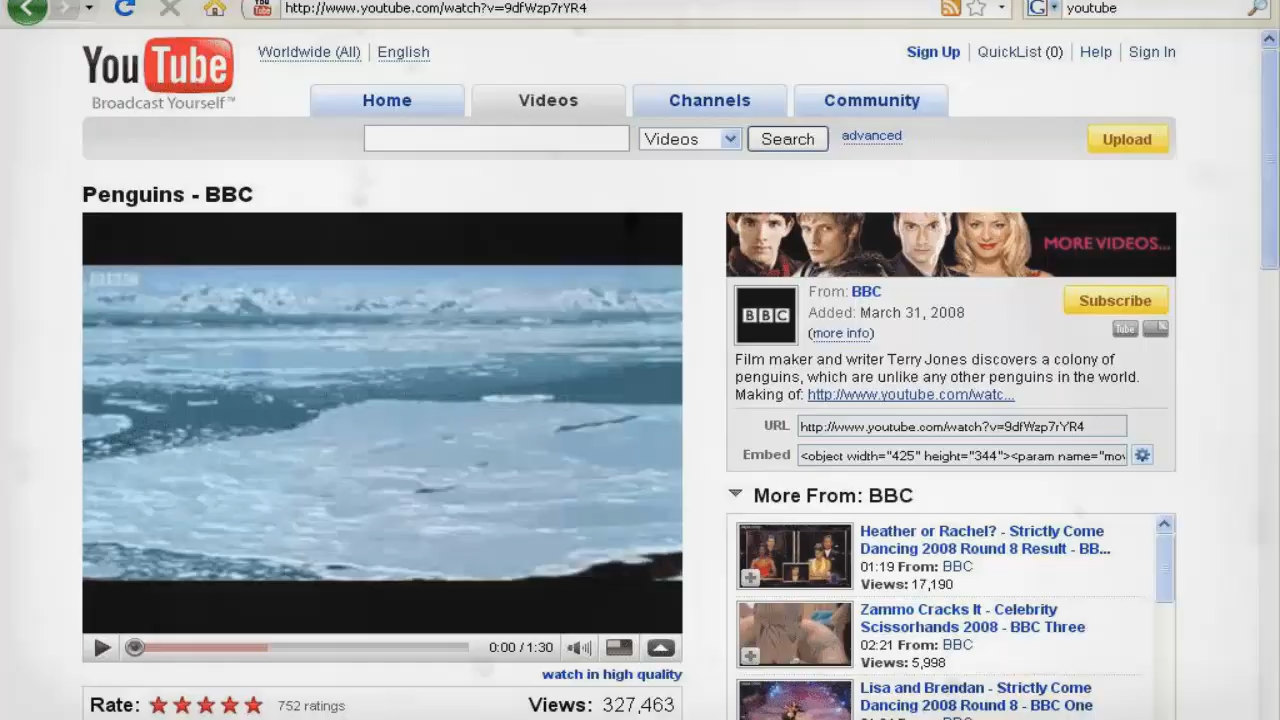 http://www.youtube.com/watch?v=9dfWzp7rYR4
youtube
YouTube
Broadcast Yourself™
Worldwide (All) | English
Sign Up | QuickList (0) | Help | Sign In
Home
Videos
Channels
Community
Videos
Search
advanced
Upload
Penguins - BBC
BBC
watch in high quality
0:00 / 1:30
Rate:
752 ratings
Views: 327,463
MORE VIDEOS...
BBC
From: BBC
Added: March 31, 2008
(more info)
Subscribe
Tube
Film maker and writer Terry Jones discovers a colony of
penguins, which are unlike any other penguins in the world.
Making of: http://www.youtube.com/watc...
URL
http://www.youtube.com/watch?v=9dfWzp7rYR4
Embed
<object width="425" height="344"><param name="mov
More From: BBC
Heather or Rachel? - Strictly Come
Dancing 2008 Round 8 Result - BB...
01:19 From: BBC
Views: 17,190
Zammo Cracks It - Celebrity
Scissorhands 2008 - BBC Three
02:21 From: BBC
Views: 5,998
Lisa and Brendan - Strictly Come
Dancing 2008 Round 8 - BBC One